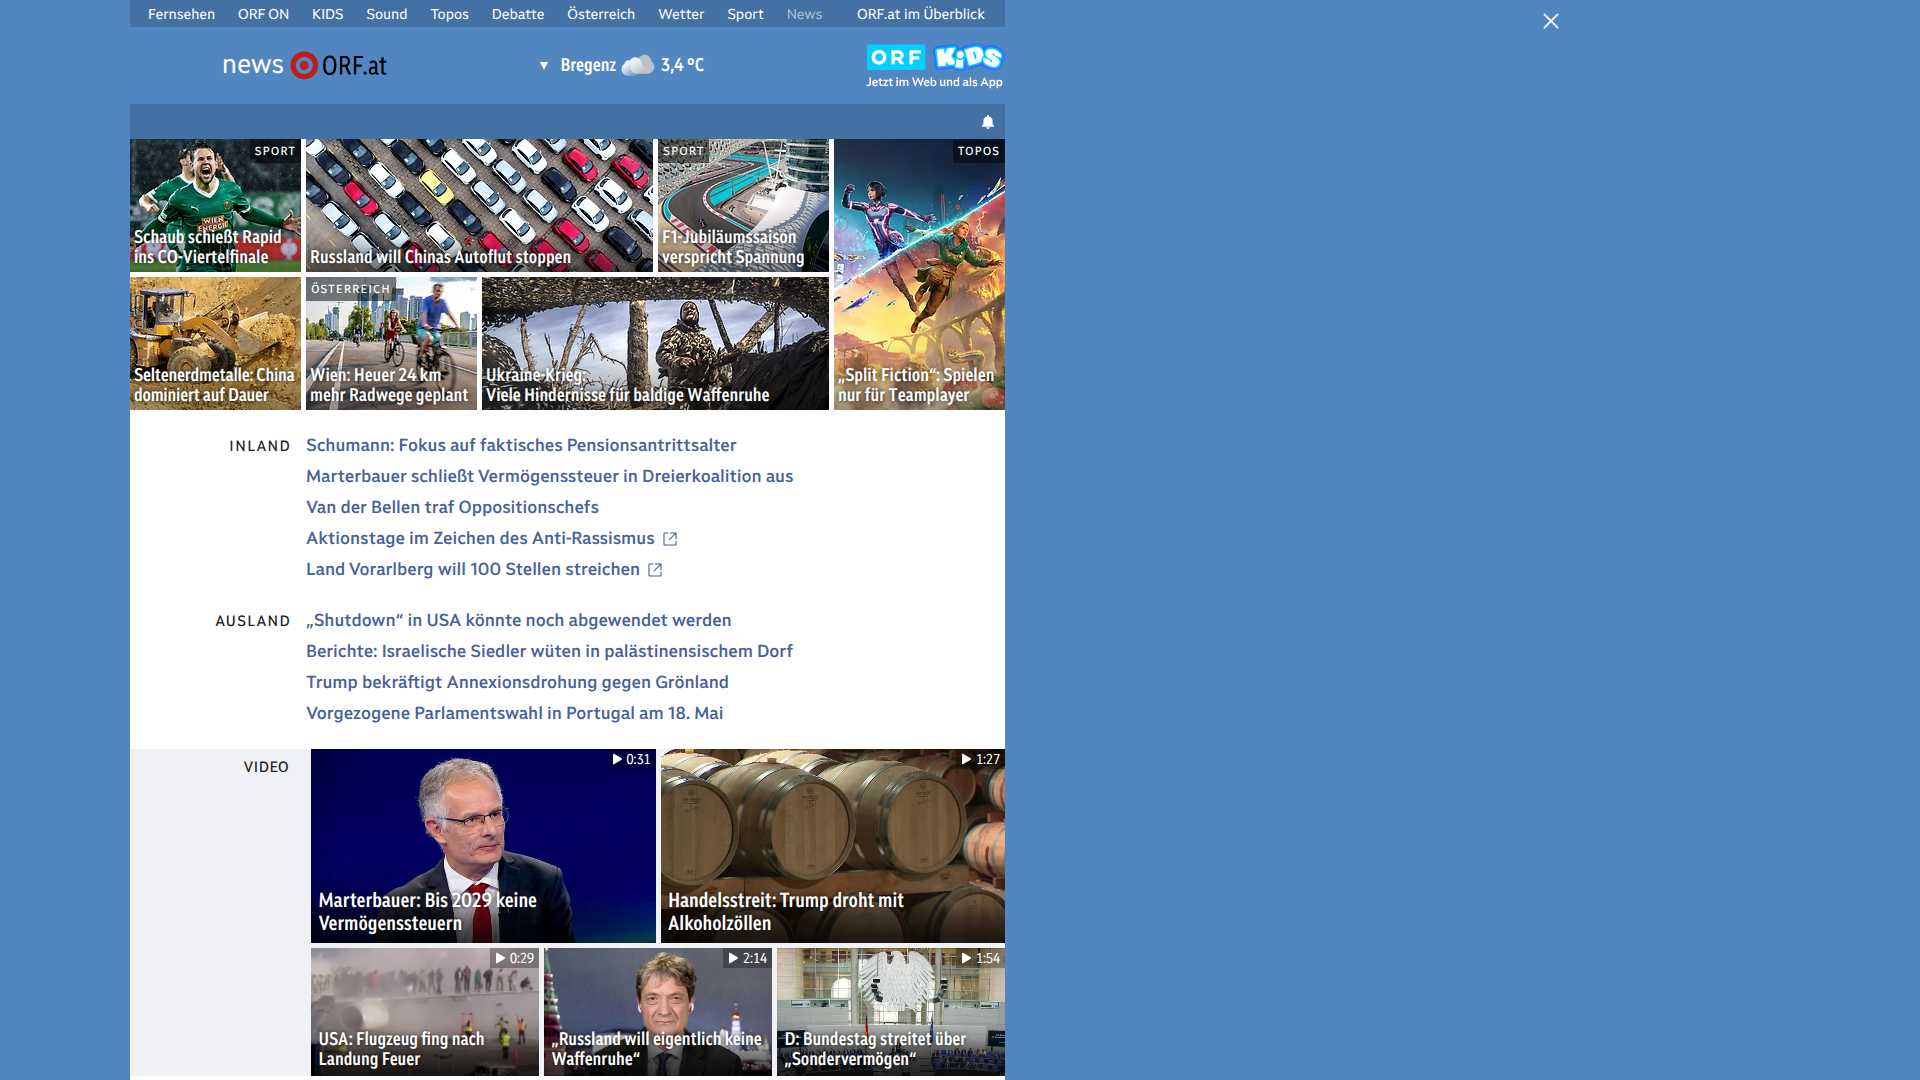 Fernsehen ORF ON KIDS Sound Topos Debatte Österreich Wetter Sport News ORF.at im Überblick
news ORF.at
Bregenz 3,4 °C
ORF KiDS
Jetzt im Web und als App
SPORT
Schaub schießt Rapid
ins CO-Viertelfinale
Russland will Chinas Autoflut stoppen
SPORT
F1-Jubiläumssaison
verspricht Spannung
TOPOS
„Split Fiction“: Spielen
nur für Teamplayer
Seltenerdmetalle: China
dominiert auf Dauer
ÖSTERREICH
Wien: Heuer 24 km
mehr Radwege geplant
Ukraine-Krieg:
Viele Hindernisse für baldige Waffenruhe
INLAND
Schumann: Fokus auf faktisches Pensionsantrittsalter
Marterbauer schließt Vermögenssteuer in Dreierkoalition aus
Van der Bellen traf Oppositionschefs
Aktionstage im Zeichen des Anti-Rassismus
Land Vorarlberg will 100 Stellen streichen
AUSLAND
„Shutdown“ in USA könnte noch abgewendet werden
Berichte: Israelische Siedler wüten in palästinensischem Dorf
Trump bekräftigt Annexionsdrohung gegen Grönland
Vorgezogene Parlamentswahl in Portugal am 18. Mai
VIDEO
0:31
Marterbauer: Bis 2029 keine
Vermögenssteuern
1:27
Handelsstreit: Trump droht mit
Alkoholzöllen
0:29
USA: Flugzeug fing nach
Landung Feuer
2:14
„Russland will eigentlich keine
Waffenruhe“
1:54
D: Bundestag streitet über
„Sondervermögen“